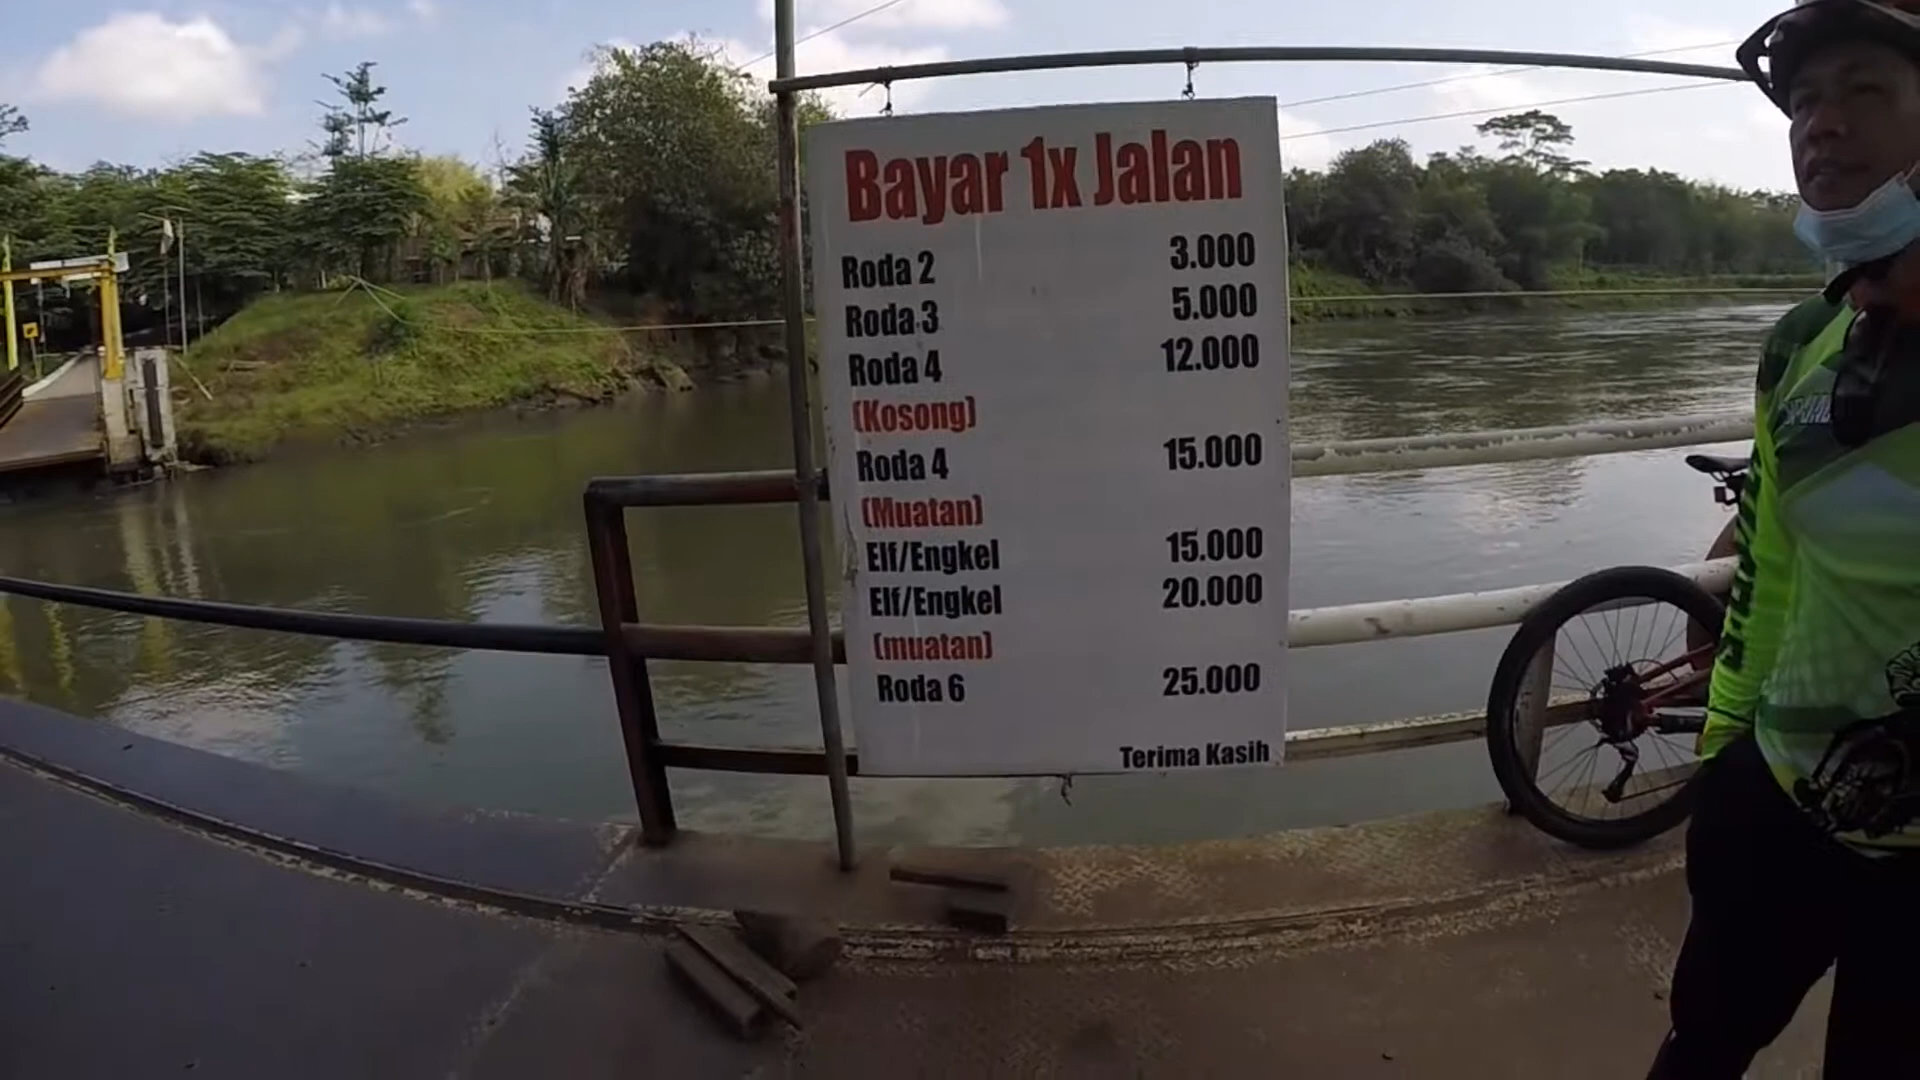 Bayar 1x Jalan
Roda 2 3.000
Roda 3 5.000
Roda 4 12.000
(Kosong)
Roda 4 15.000
(Muatan)
Elf/Engkel 15.000
Elf/Engkel 20.000
(muatan)
Roda 6 25.000
Terima Kasih